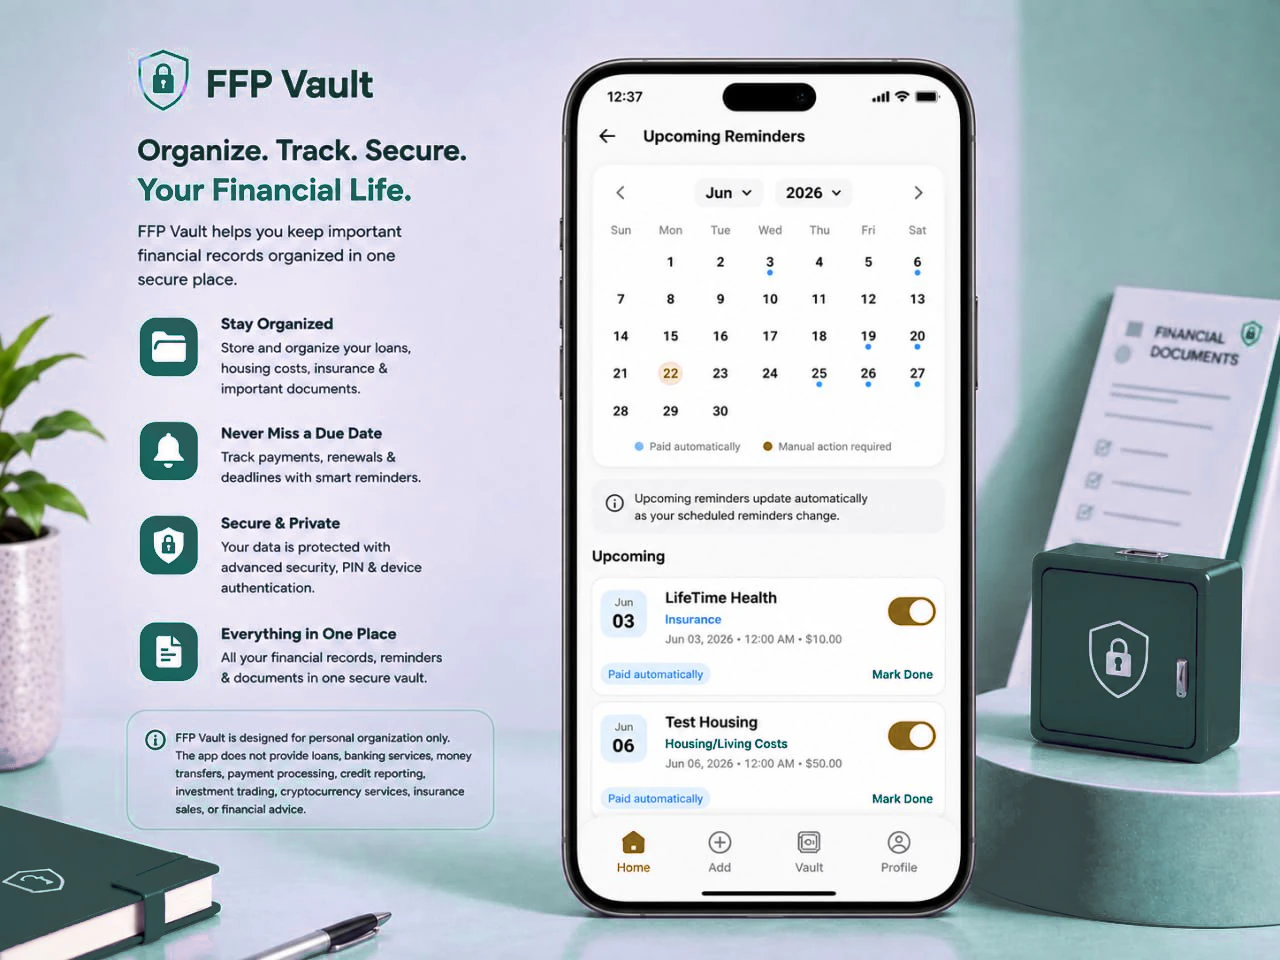 FFP Vault
Organize. Track. Secure.
Your Financial Life.
FFP Vault helps you keep important
financial records organized in one
secure place.
Stay Organized
Store and organize your loans,
housing costs, insurance &
important documents.
Never Miss a Due Date
Track payments, renewals &
deadlines with smart reminders.
Secure & Private
Your data is protected with
advanced security, PIN & device
authentication.
Everything in One Place
All your financial records, reminders
& documents in one secure vault.
FFP Vault is designed for personal organization only.
The app does not provide loans, banking services, money
transfers, payment processing, credit reporting,
investment trading, cryptocurrency services, insurance
sales, or financial advice.
12:37
Upcoming Reminders
Jun 2026
Sun Mon Tue Wed Thu Fri Sat
1 2 3 4 5 6
7 8 9 10 11 12 13
14 15 16 17 18 19 20
21 22 23 24 25 26 27
28 29 30
Paid automatically Manual action required
Upcoming reminders update automatically
as your scheduled reminders change.
Upcoming
Jun
03
LifeTime Health
Insurance
Jun 03, 2026 • 12:00 AM • $10.00
Paid automatically Mark Done
Jun
06
Test Housing
Housing/Living Costs
Jun 06, 2026 • 12:00 AM • $50.00
Paid automatically Mark Done
Home Add Vault Profile
FINANCIAL
DOCUMENTS